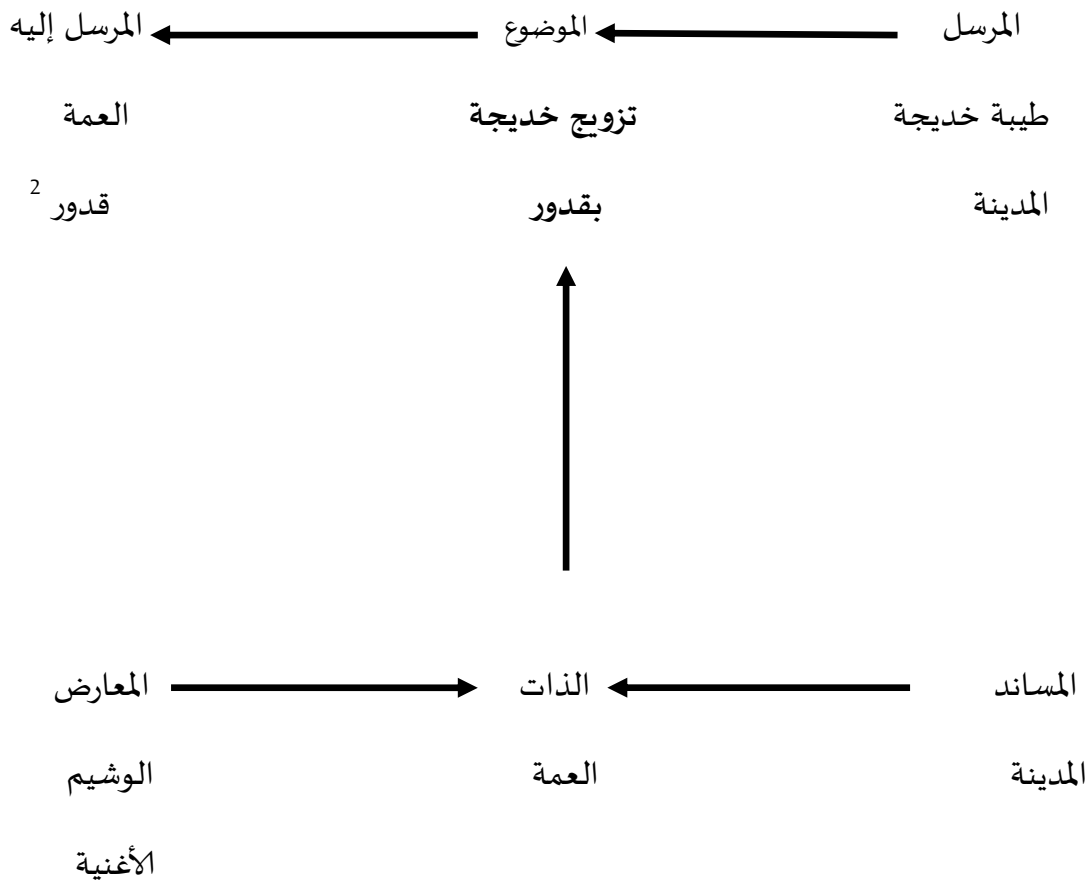 المرسل الموضوع المرسل إليه
طيبة خديجة تزويج خديجة العمة
المدينة بقدور قدور 2
المساند الذات المعارض
المدينة العمة الوشيم
الأغنية